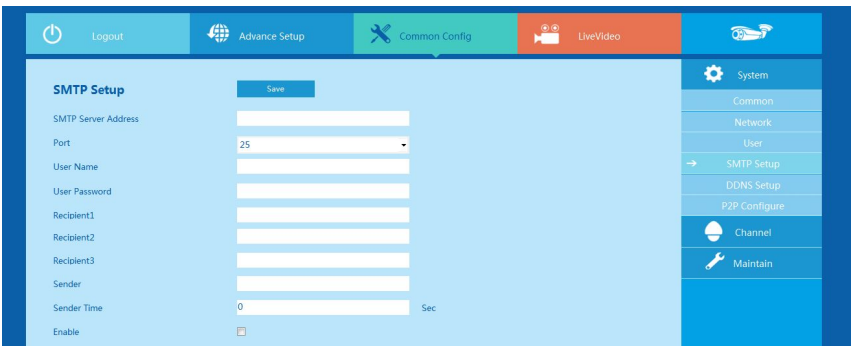 Logout
Advance Setup
Common Config
LiveVideo
SMTP Setup
Save
SMTP Server Address
Port
25
User Name
User Password
Recipient1
Recipient2
Recipient3
Sender
Sender Time
0
Sec
Enable
System
Common
Network
User
SMTP Setup
DDNS Setup
P2P Configure
Channel
Maintain